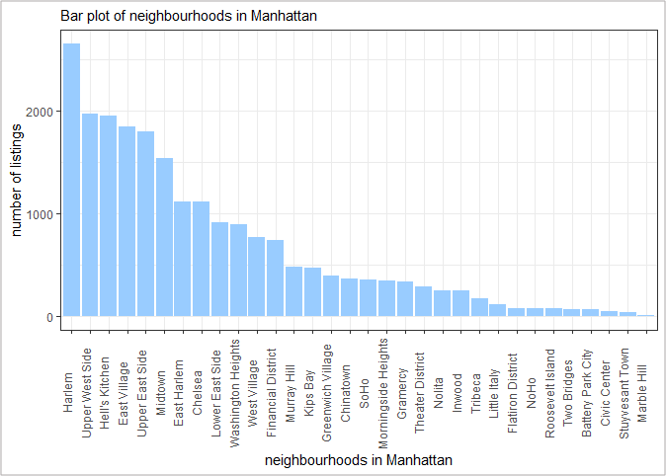 Bar plot of neighbourhoods in Manhattan
number of listings
2000
1000
0
Harlem
Upper West Side
Hell's Kitchen
East Village
Upper East Side
Midtown
East Harlem
Chelsea
Lower East Side
Washington Heights
West Village
Financial District
Murray Hill
Kips Bay
Greenwich Village
Chinatown
SoHo
Morningside Heights
Gramercy
Theater District
Nolita
Inwood
Tribeca
Little Italy
Flatiron District
NoHo
Roosevelt Island
Two Bridges
Battery Park City
Civic Center
Stuyvesant Town
Marble Hill
neighbourhoods in Manhattan